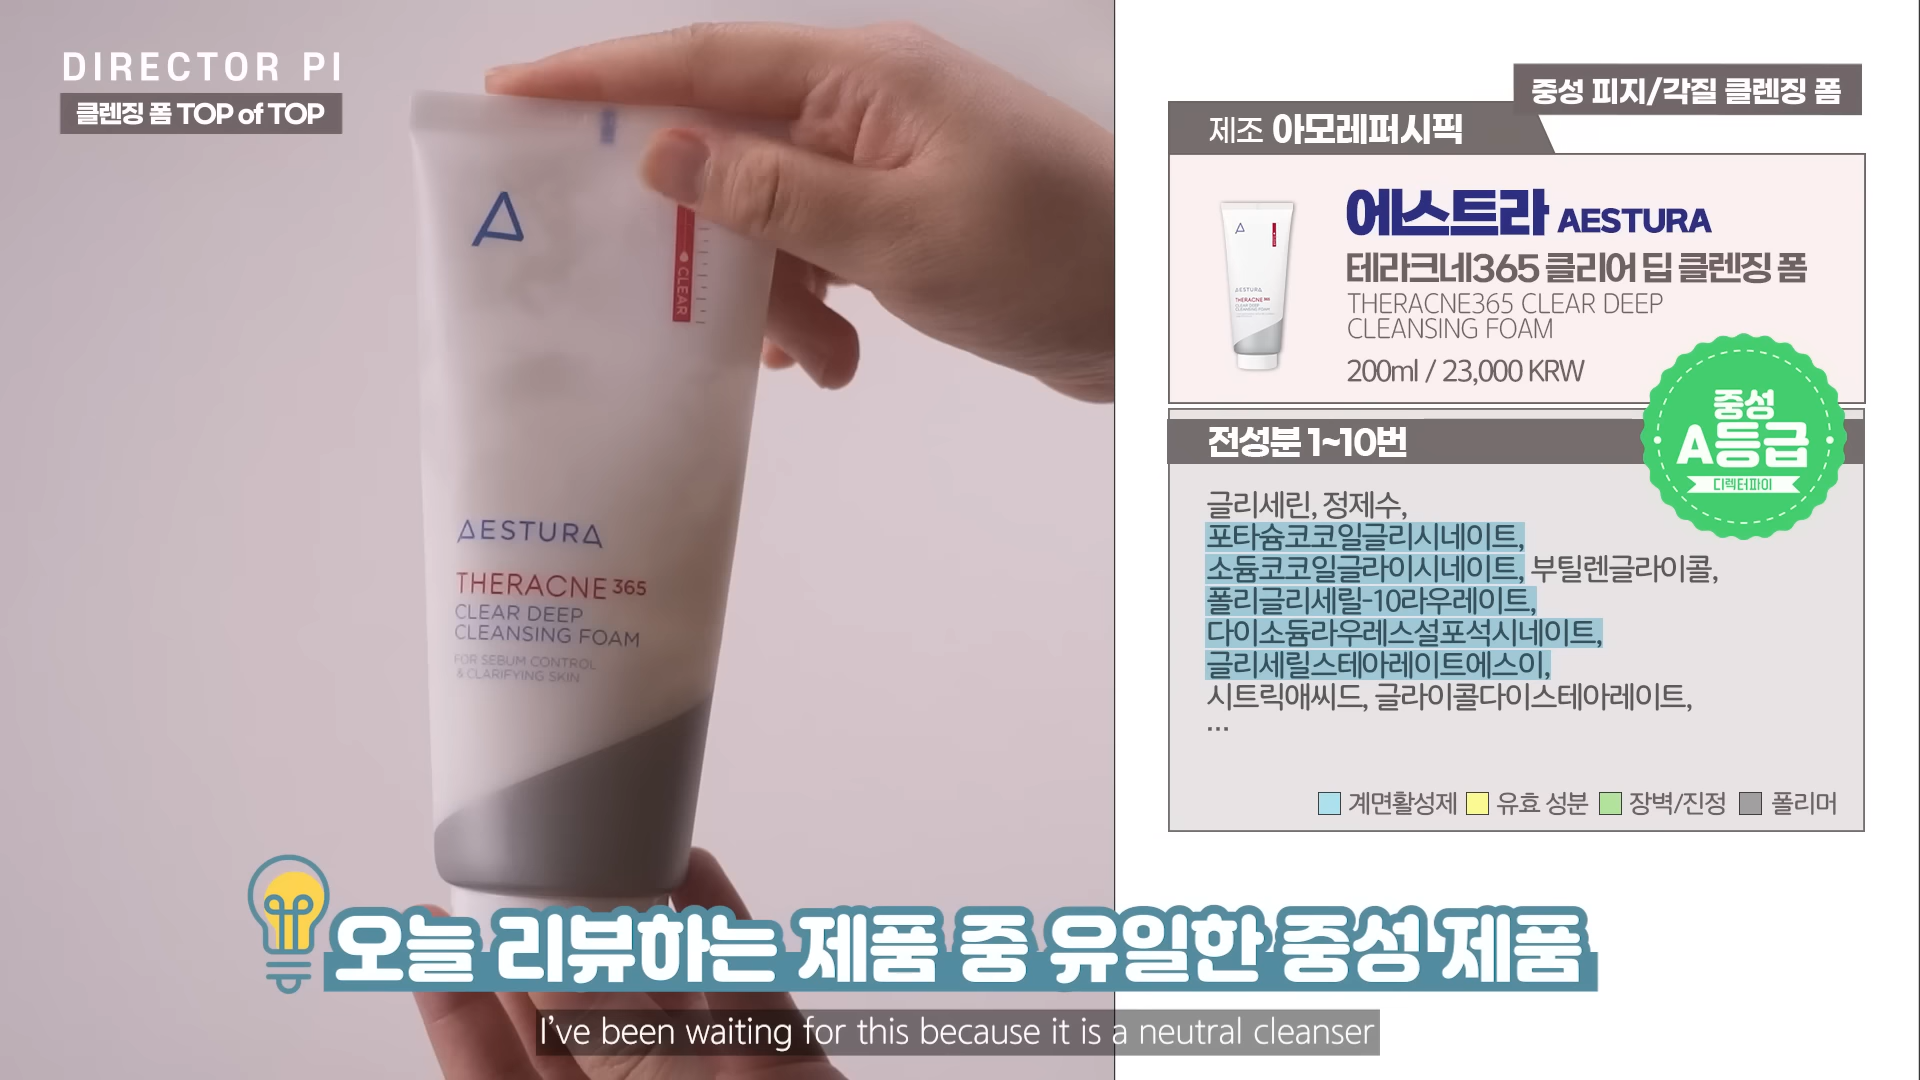 DIRECTOR PI
클렌징 폼 TOP of TOP
CLEAR
AESTURA
THERACNE 365
CLEAR DEEP
CLEANSING FOAM
FOR SEBUM CONTROL
& CLARIFYING SKIN
중성 피지/각질 클렌징 폼
제조 아모레퍼시픽
에스트라 AESTURA
테라크네365 클리어 딥 클렌징 폼
THERACNE365 CLEAR DEEP
CLEANSING FOAM
200ml / 23,000 KRW
AESTURA
THERACNE 365
CLEAR DEEP
CLEANSING FOAM
중성
A등급
디렉터파이
전성분 1~10번
글리세린, 정제수,
포타슘코코일글리시네이트,
소듐코코일글라이시네이트, 부틸렌글라이콜,
폴리글리세릴-10라우레이트,
다이소듐라우레스설포석시네이트,
글리세릴스테아레이트에스이,
시트릭애씨드, 글라이콜다이스테아레이트,
...
계면활성제 유효 성분 장벽/진정 폴리머
오늘 리뷰하는 제품 중 유일한 중성 제품
I've been waiting for this because it is a neutral cleanser